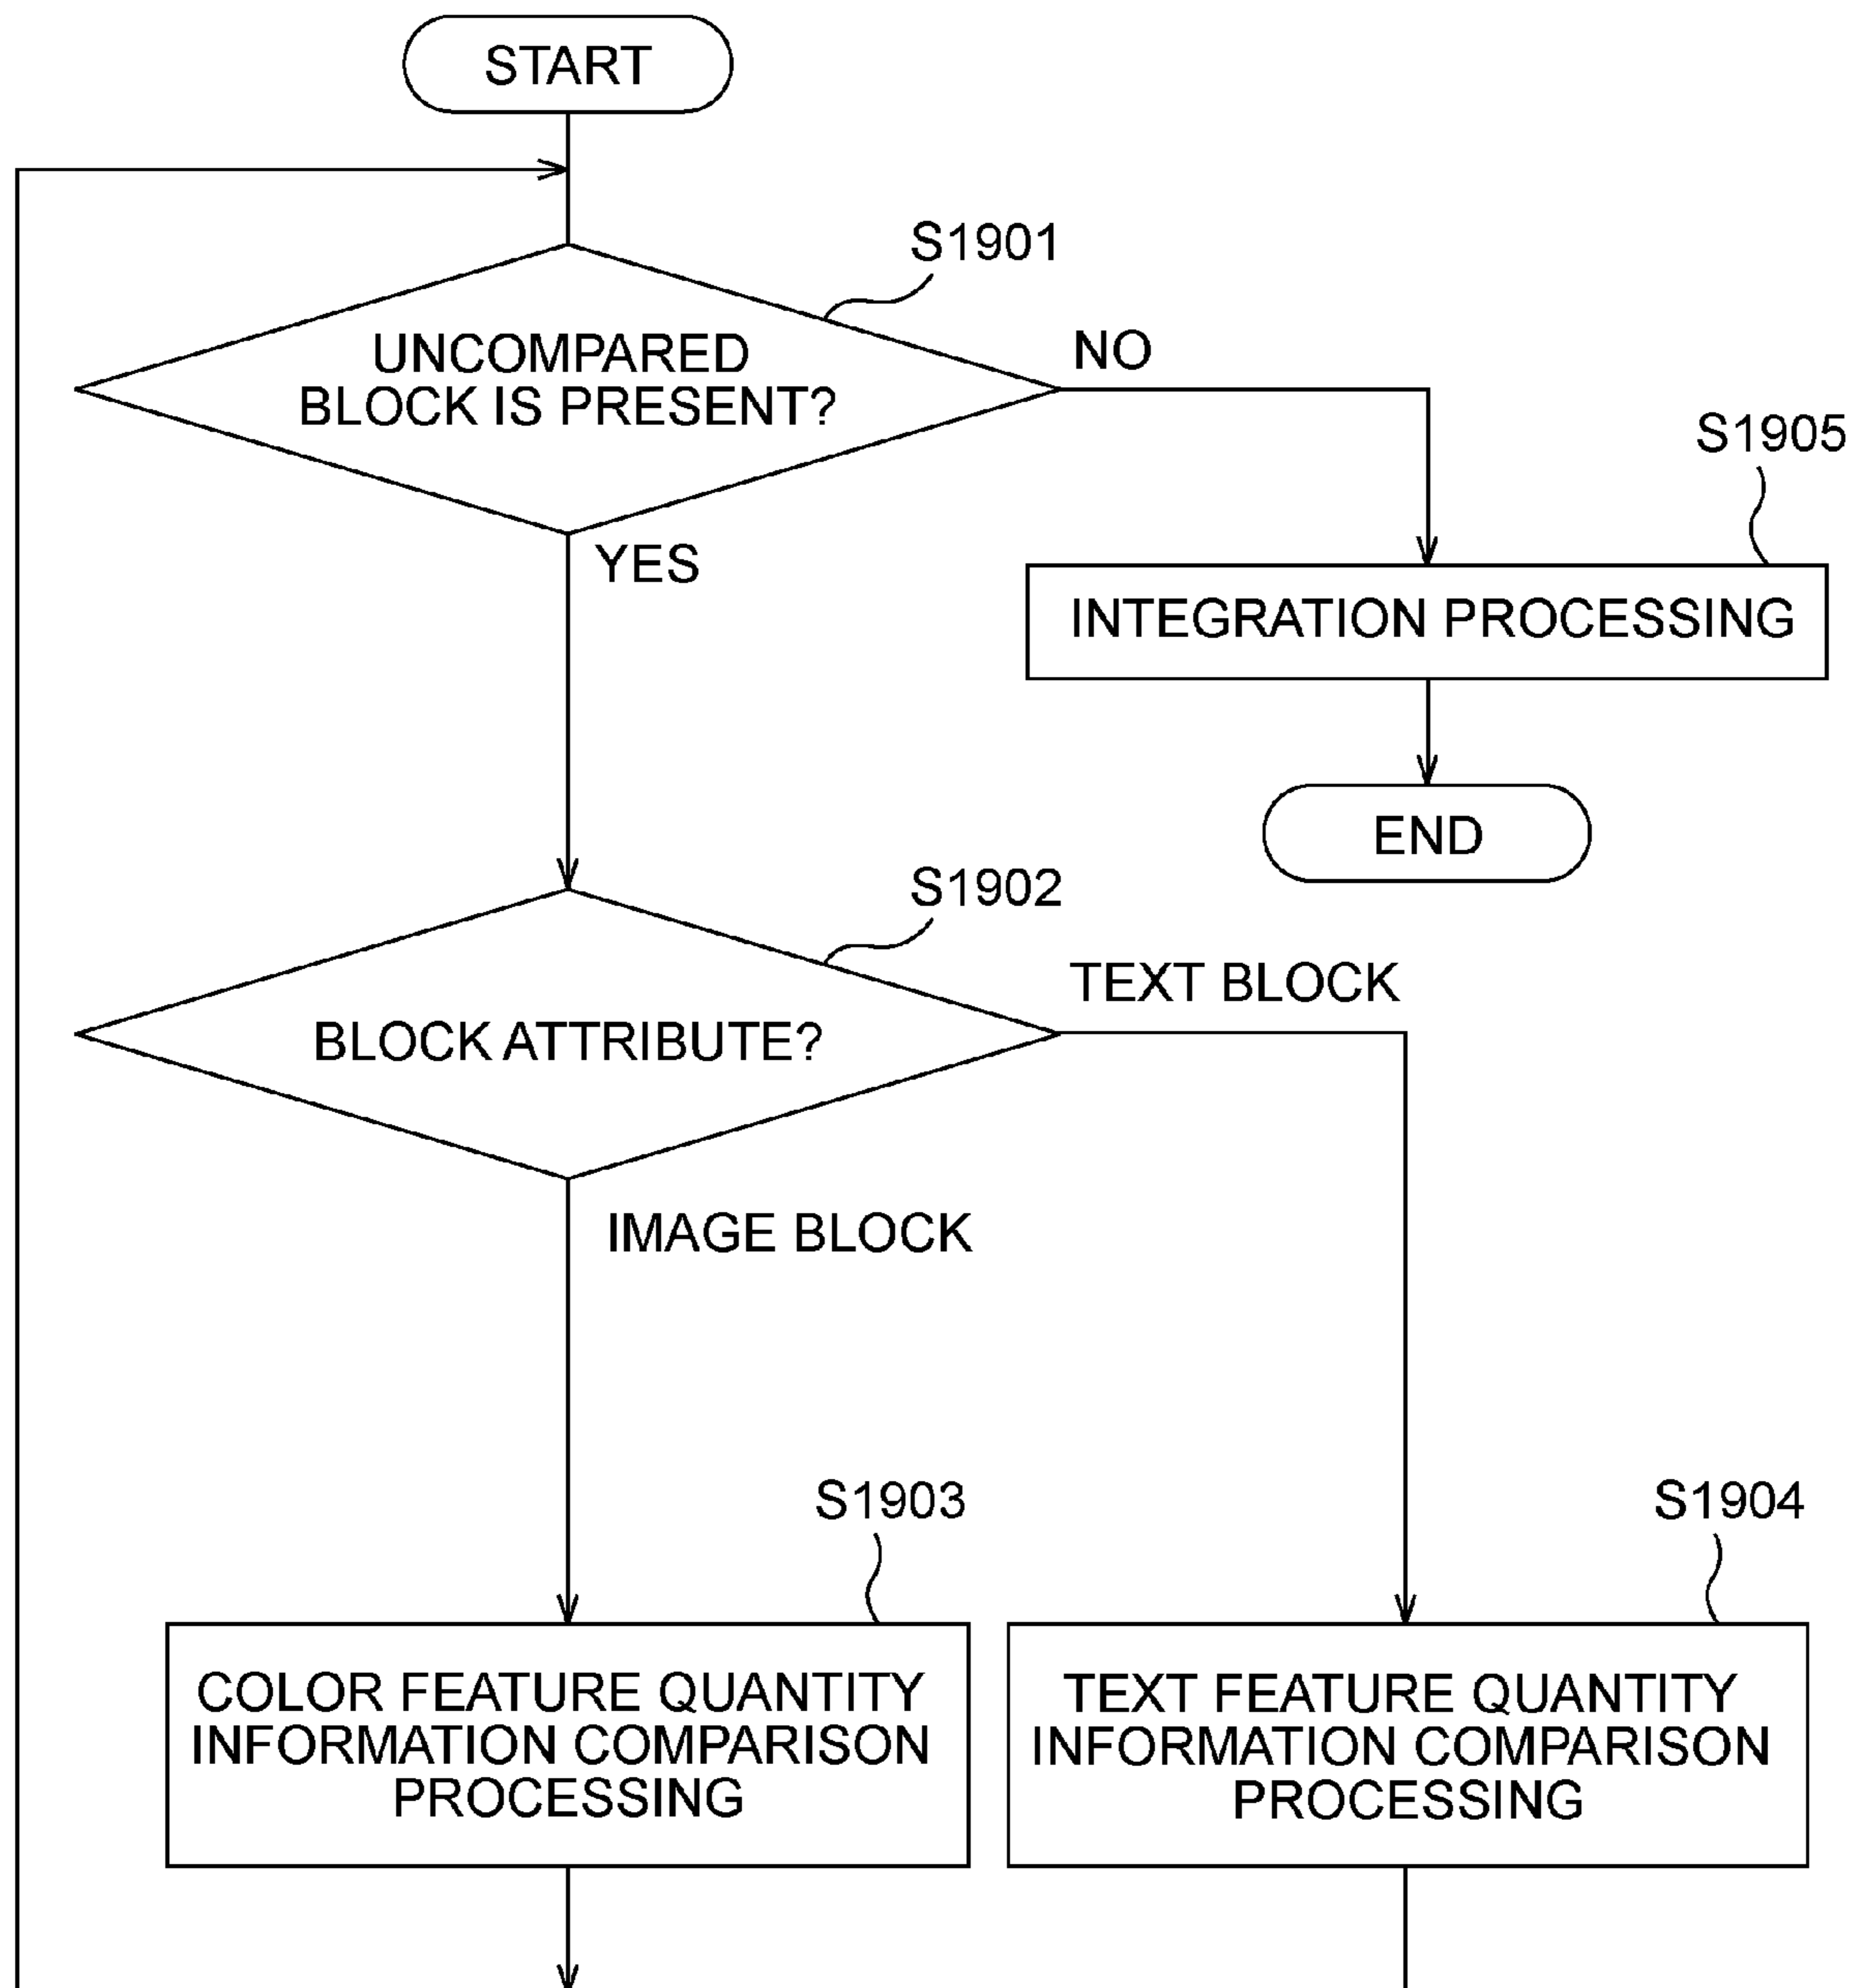 START
S1901
UNCOMPARED
BLOCK IS PRESENT?
NO
YES
S1905
INTEGRATION PROCESSING
END
S1902
BLOCK ATTRIBUTE?
TEXT BLOCK
IMAGE BLOCK
S1903
COLOR FEATURE QUANTITY
INFORMATION COMPARISON
PROCESSING
S1904
TEXT FEATURE QUANTITY
INFORMATION COMPARISON
PROCESSING